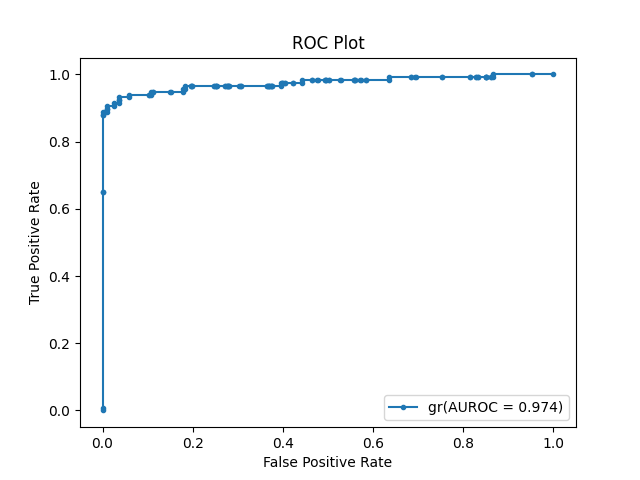 ROC Plot
1.0
0.8
0.6
0.4
0.2
0.0
True Positive Rate
0.0 0.2 0.4 0.6 0.8 1.0
False Positive Rate
gr(AUROC = 0.974)